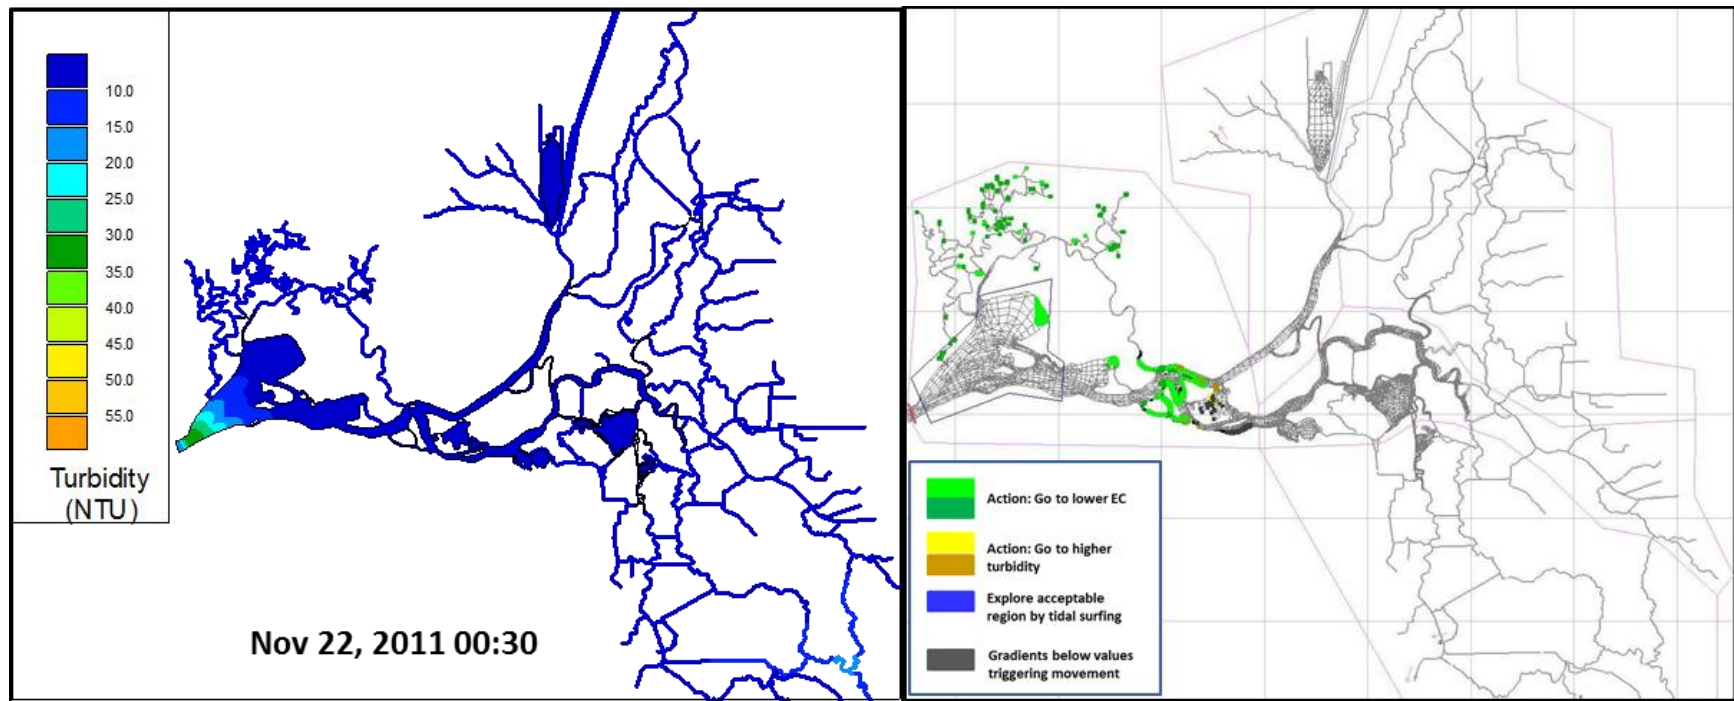 10.0
15.0
20.0
25.0
30.0
35.0
40.0
45.0
50.0
55.0
Turbidity
(NTU)
Nov 22, 2011 00:30
Action: Go to lower EC
Action: Go to higher
turbidity
Explore acceptable
region by tidal surfing
Gradients below values
triggering movement